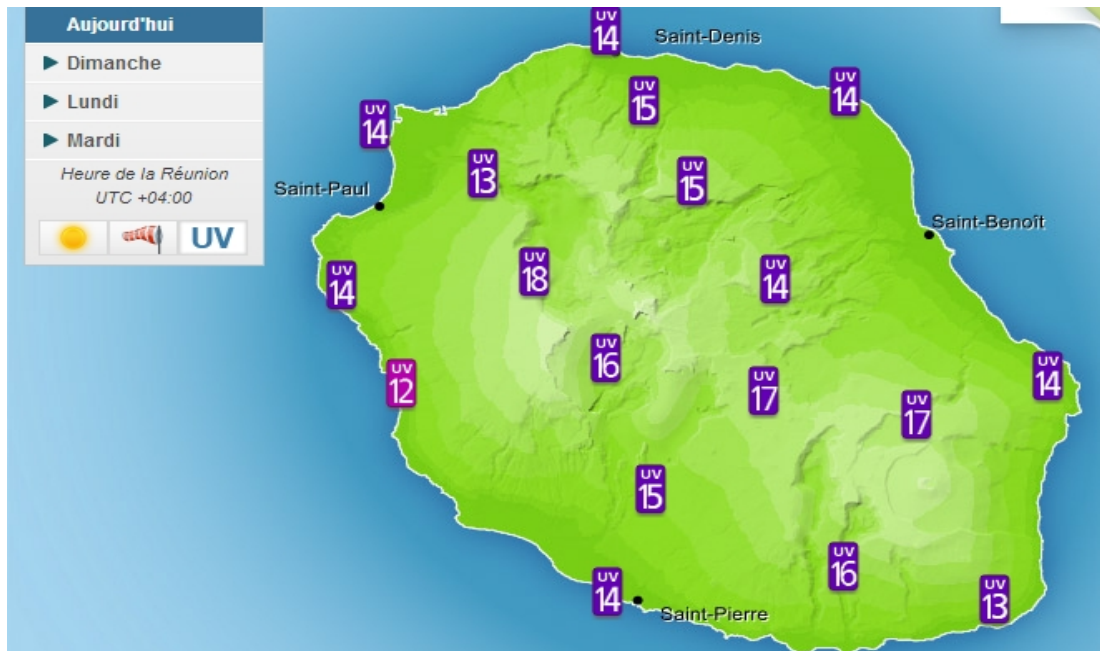 Aujourd'hui
Dimanche
Lundi
Mardi
Heure de la Réunion
UTC +04:00
UV
UV
14
Saint-Denis
UV
14
UV
15
UV
14
UV
13
UV
15
Saint-Paul
Saint-Benoît
UV
14
UV
18
UV
14
UV
16
UV
12
UV
17
UV
14
UV
17
UV
15
UV
16
UV
14
Saint-Pierre
UV
13